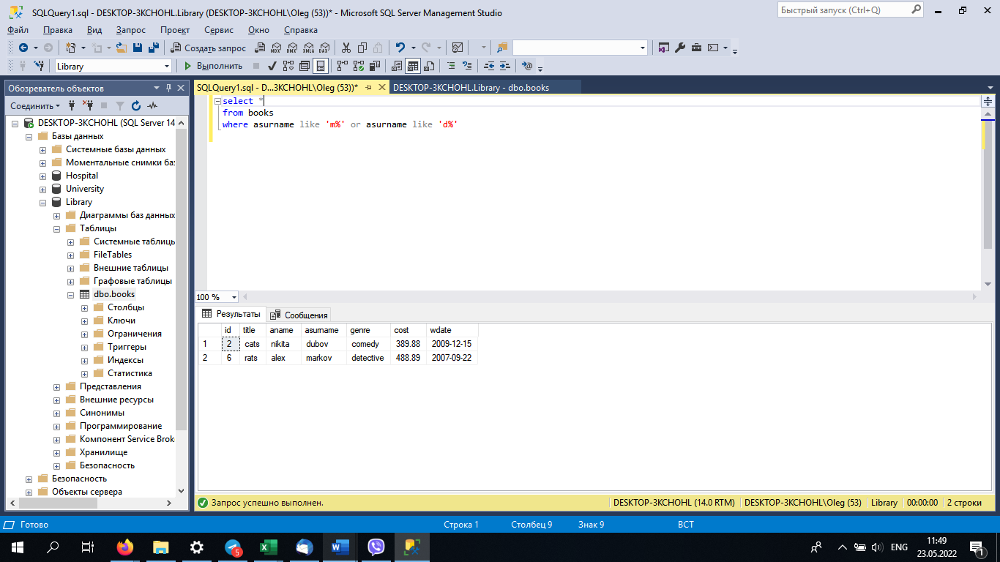 SQLQuery1.sql - DESKTOP-3KCHOHL.Library (DESKTOP-3KCHOHL\Oleg (53))* - Microsoft SQL Server Management Studio
Быстрый запуск (Ctrl+Q)
Файл Правка Вид Запрос Проект Сервис Окно Справка
Создать запрос MDX DMX XMLA DAX
Library Выполнить
Обозреватель объектов
SQLQuery1.sql - D...3KCHOHL\Oleg (53))* DESKTOP-3KCHOHL.Library - dbo.books
Соединить
DESKTOP-3KCHOHL (SQL Server 14
Базы данных
Системные базы данных
Моментальные снимки баз
Hospital
University
Library
Диаграммы баз данных
Таблицы
Системные таблицы
FileTables
Внешние таблицы
Графовые таблицы
dbo.books
Столбцы
Ключи
Ограничения
Триггеры
Индексы
Статистика
Представления
Внешние ресурсы
Синонимы
Программирование
Компонент Service Brok
Хранилище
Безопасность
Безопасность
Объекты сервера
select *
from books
where asurname like 'm%' or asurname like 'd%'
100 %
Результаты Сообщения
id title aname asurname genre cost wdate
1 2 cats nikita dubov comedy 389.88 2009-12-15
2 6 rats alex markov detective 488.89 2007-09-22
Запрос успешно выполнен. DESKTOP-3KCHOHL (14.0 RTM) DESKTOP-3KCHOHL\Oleg (53) Library 00:00:00 2 строки
Готово Строка 1 Столбец 9 Знак 9 ВСТ
5 ENG 11:49
23.05.2022 1